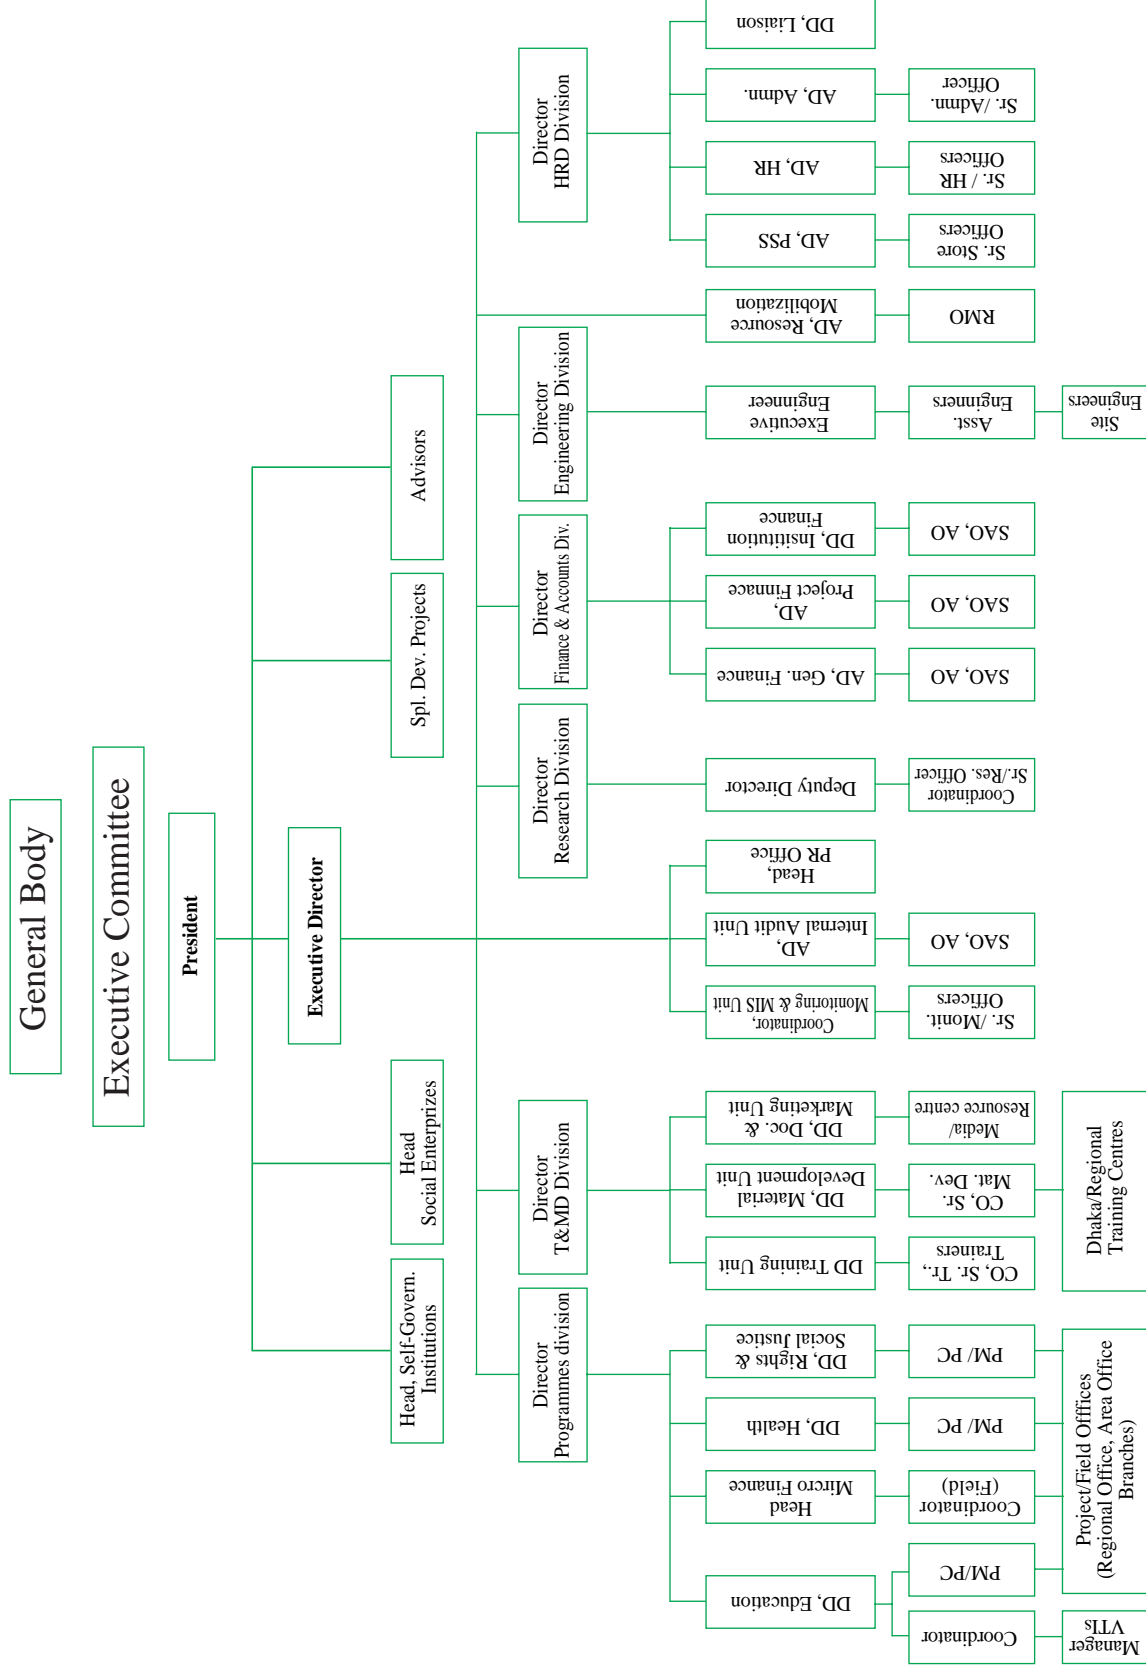 General Body
Executive Committee
President
Executive Director
Head, Self-Govern.
Institutions
Head
Social Enterprizes
Spl. Dev. Projects
Advisors
Director
Programmes division
Director
T&MD Division
Director
Research Division
Director
Finance & Accounts Div.
Director
Engineering Division
Director
HRD Division
DD, Education
Head
Mircro Finance
DD, Health
DD, Rights &
Social Justice
DD Training Unit
DD, Material
Development Unit
DD, Doc. &
Marketing Unit
Coordinator,
Monitoring & MIS Unit
AD,
Internal Audit Unit
Head,
PR Office
Deputy Director
AD, Gen. Finance
AD,
Project Finnace
DD, Insititution
Finance
Executive
Engineer
AD, Resource
Mobilization
AD, PSS
AD, HR
AD, Admn.
DD, Liaison
Coordinator
PM/PC
Coordinator
(Field)
PM/ PC
PM/ PC
CO, Sr. Tr.,
Trainers
CO, Sr.
Mat. Dev.
Media/
Resource centre
Sr. /Monit.
Officers
SAO, AO
Coordinator
Sr./Res. Officer
SAO, AO
SAO, AO
SAO, AO
Asst.
Enginners
RMO
Sr. Store
Officers
Sr. / HR
Officers
Sr. /Admn.
Officer
Manager
VTIs
Project/Field Offfices
(Regional Office, Area Office
Branches)
Dhaka/Regional
Training Centres
Site
Engineers